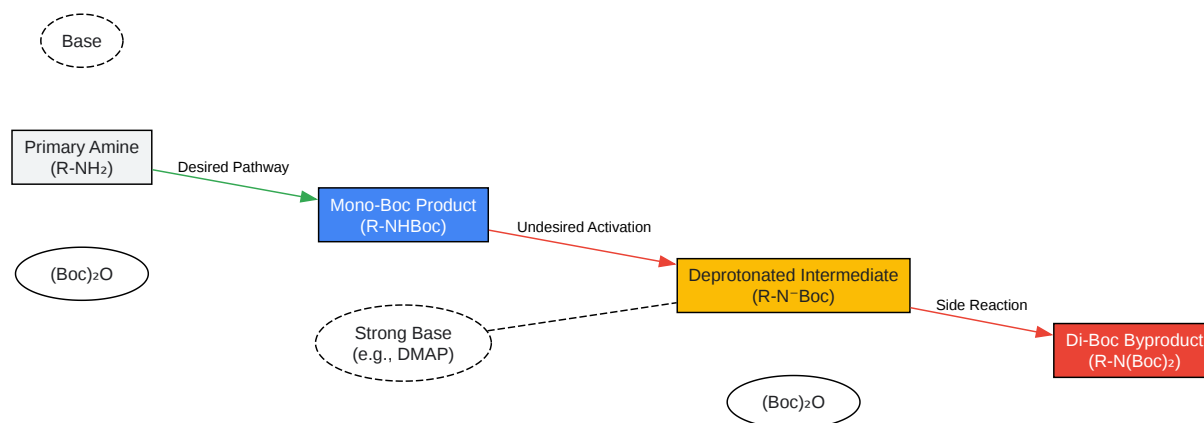 Base
Primary Amine
(R-NH₂)
Desired Pathway
Mono-Boc Product
(R-NHBoc)
Undesired Activation
(Boc)₂O
Deprotonated Intermediate
(R-N⁻Boc)
Side Reaction
Strong Base
(e.g., DMAP)
Di-Boc Byproduct
(R-N(Boc)₂)
(Boc)₂O